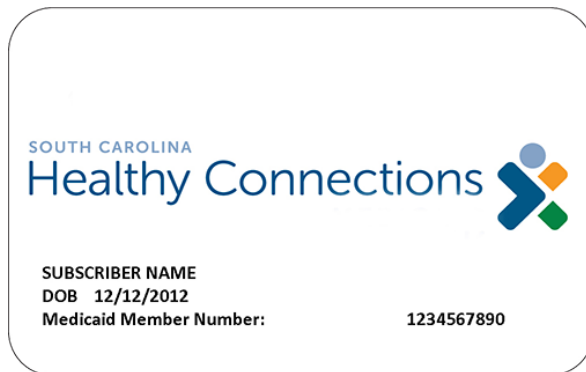 SOUTH CAROLINA
Healthy Connections
SUBSCRIBER NAME
DOB 12/12/2012
Medicaid Member Number: 1234567890